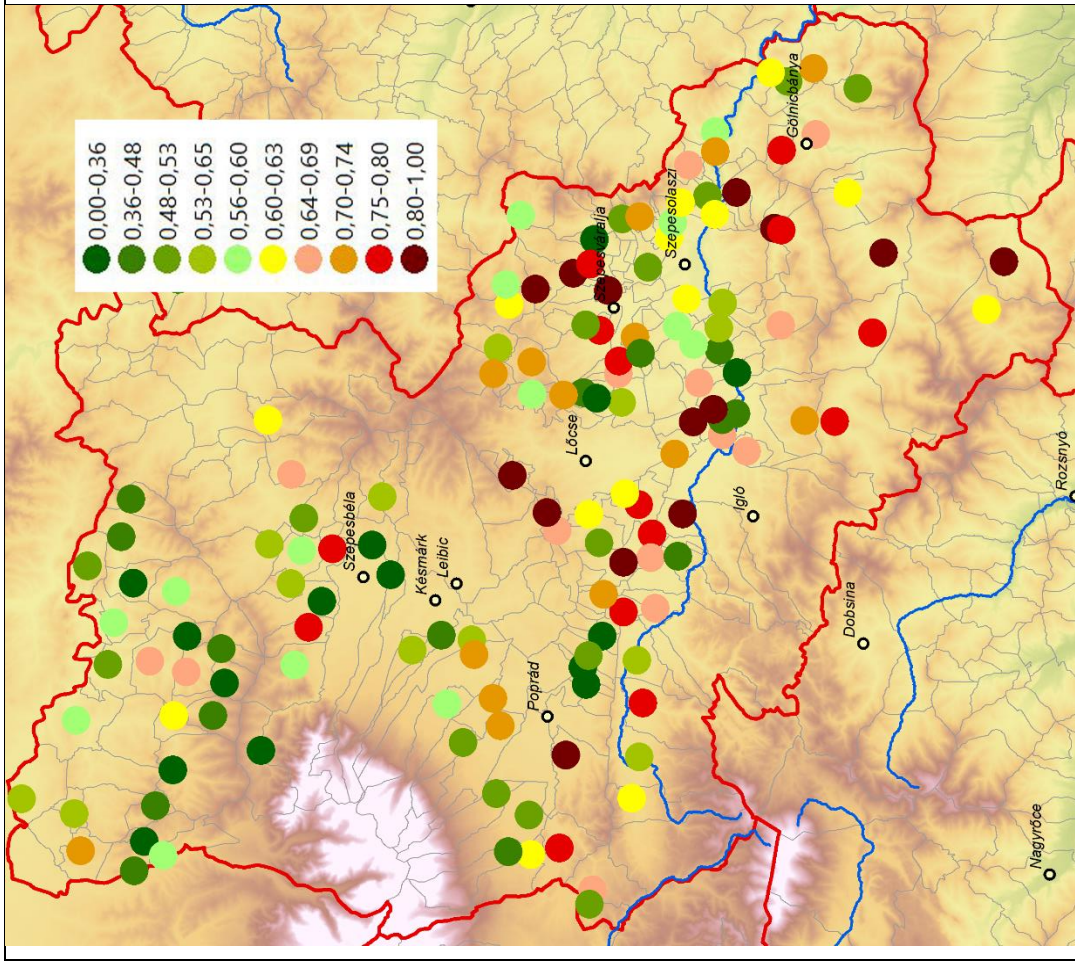 0,00-0,36
0,36-0,48
0,48-0,53
0,53-0,65
0,56-0,60
0,60-0,63
0,64-0,69
0,70-0,74
0,75-0,80
0,80-1,00
Gölnicbánya
Szepesolaszi
Szepesváralja
Lőcse
Igló
Rozsnyó
Szepesbéla
Késmárk
Leibic
Dobsina
Poprád
Nagyrőce